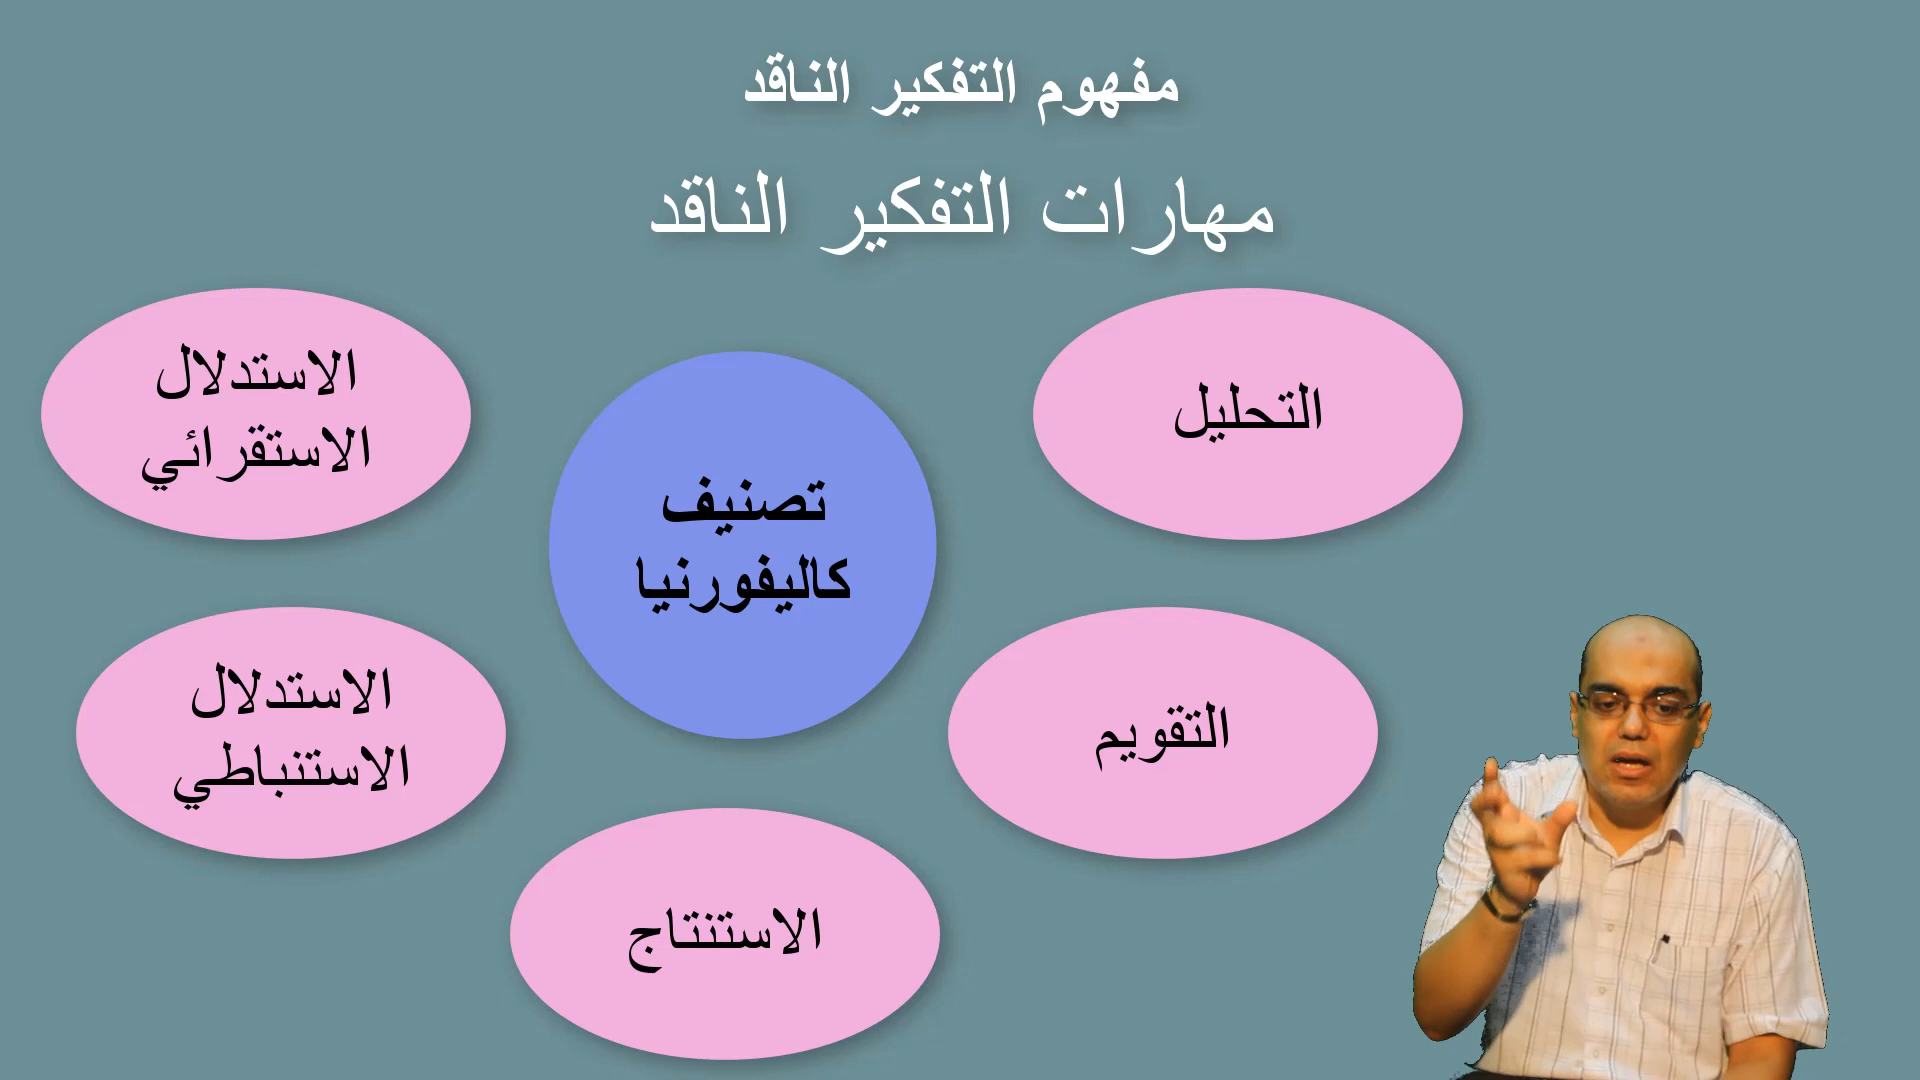 مفهوم التفكير الناقد
مهارات التفكير الناقد
التحليل
الاستدلال
الاستقرائي
تصنيف
كاليفورنيا
التقويم
الاستدلال
الاستنباطي
الاستنتاج